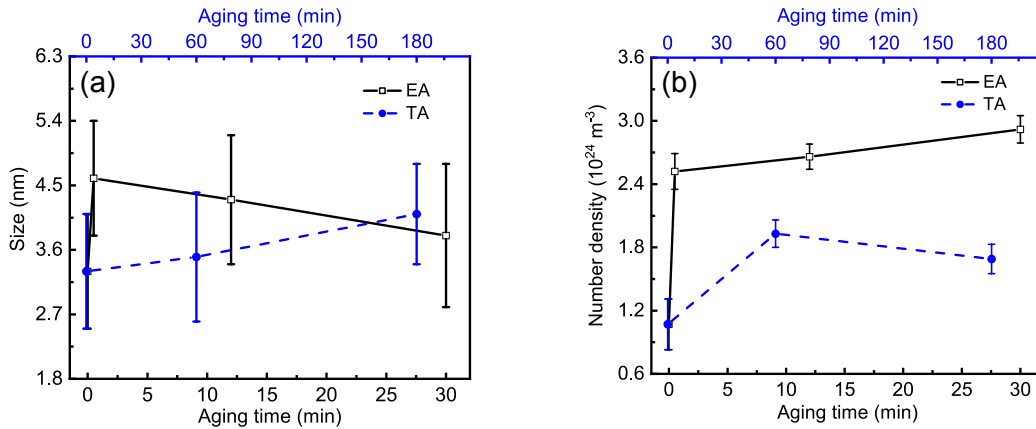 Aging time (min)
0 30 60 90 120 150 180
6.3
5.4
4.5
3.6
2.7
1.8
Size (nm)
(a)
EA
TA
0 5 10 15 20 25 30
Aging time (min)
Aging time (min)
0 30 60 90 120 150 180
3.6
3.0
2.4
1.8
1.2
0.6
Number density (10²⁴ m⁻³)
(b)
EA
TA
0 5 10 15 20 25 30
Aging time (min)